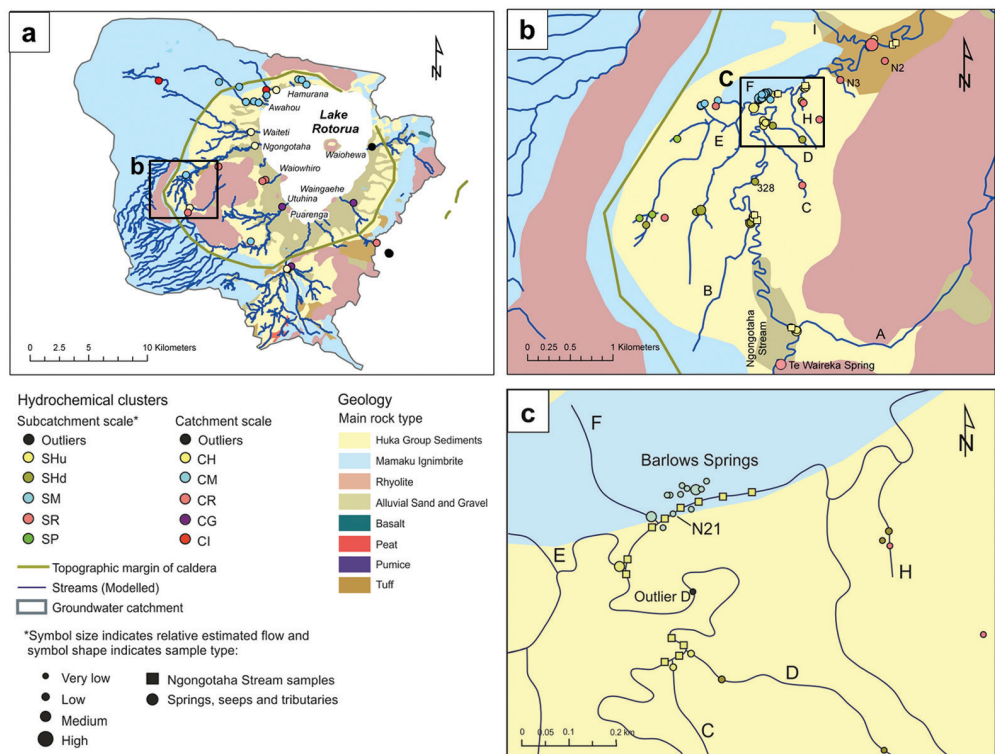 a
N
Hamurana
Awahou
Lake
Rotorua
Waiteti
Ngongotaha
Waiohewa
b
Waiowhiro
Waingaehe
Utuhina
Puarenga
0 2.5 5 10 Kilometers
b
I
N
N2
N3
C
F
H
E
D
328
C
B
Ngongotaha
Stream
A
0 0.25 0.5 1 Kilometers
Te Waireka Spring
Hydrochemical clusters
Subcatchment scale*
Outliers
SHu
SHd
SM
SR
SP
Catchment scale
Outliers
CH
CM
CR
CG
CI
Topographic margin of caldera
Streams (Modelled)
Groundwater catchment
*Symbol size indicates relative estimated flow and
symbol shape indicates sample type:
Very low
Low
Medium
High
Ngongotaha Stream samples
Springs, seeps and tributaries
Geology
Main rock type
Huka Group Sediments
Mamaku Ignimbrite
Rhyolite
Alluvial Sand and Gravel
Basalt
Peat
Pumice
Tuff
c
N
F
Barlows Springs
N21
E
Outlier D
H
D
C
0 0.05 0.1 0.2 km